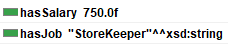 hasSalary 750.0f
hasJob "StoreKeeper"^^xsd:string